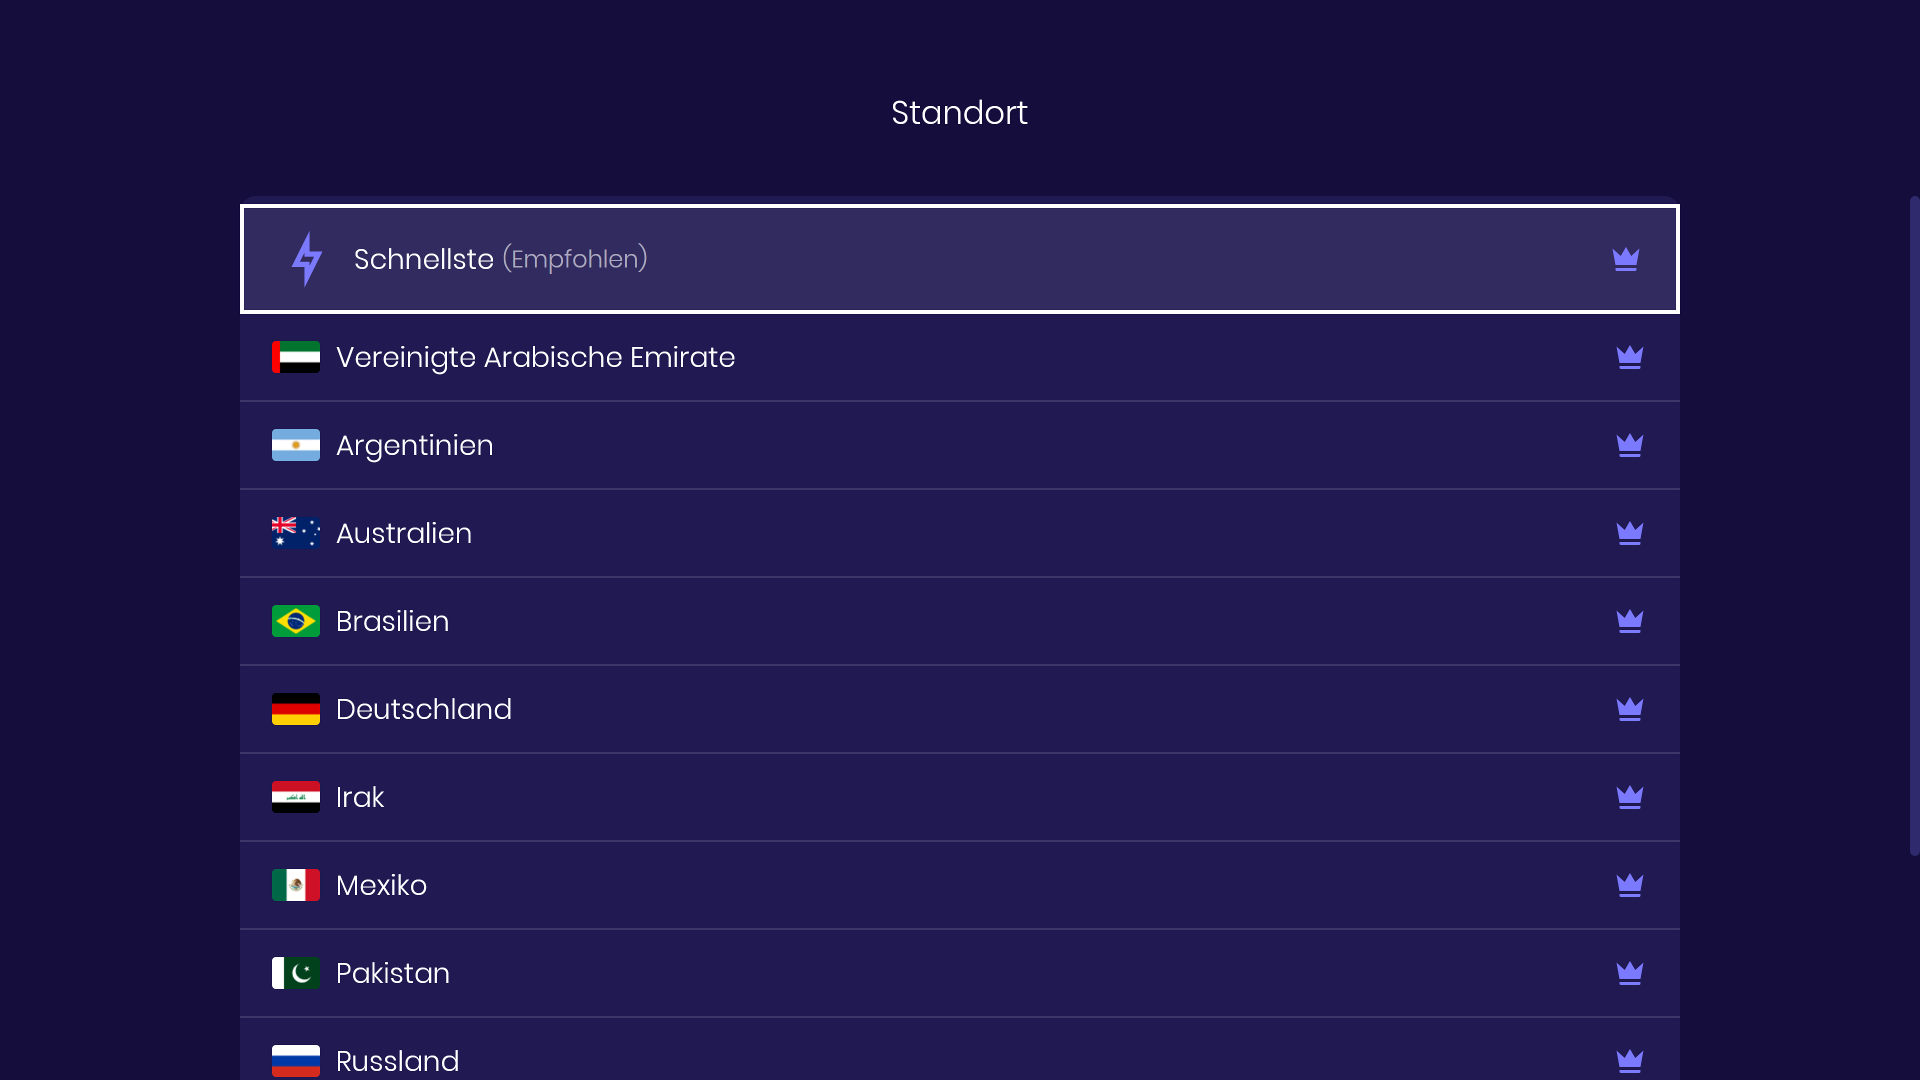 Standort
Schnellste (Empfohlen)
Vereinigte Arabische Emirate
Argentinien
Australien
Brasilien
Deutschland
Irak
Mexiko
Pakistan
Russland